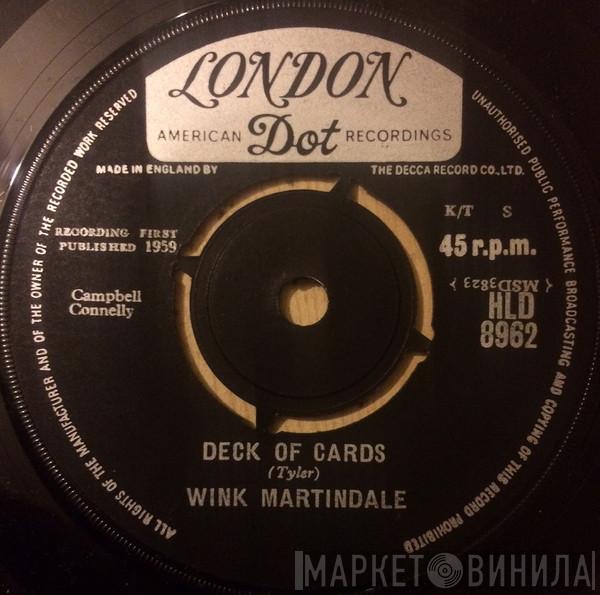 LONDON
AMERICAN Dot RECORDINGS
MADE IN ENGLAND BY THE DECCA RECORD CO., LTD.
ALL RIGHTS OF THE MANUFACTURER AND OF THE OWNER OF THE RECORDED WORK RESERVED
UNAUTHORISED PUBLIC PERFORMANCE BROADCASTING AND COPYING OF THIS RECORD PROHIBITED
RECORDING FIRST
PUBLISHED 1959
K/T S
45 r.p.m.
Campbell
Connelly
{ MSD3823 }
HLD
8962
DECK OF CARDS
(Tyler)
WINK MARTINDALE
МАРКЕТ ВИНИЛА